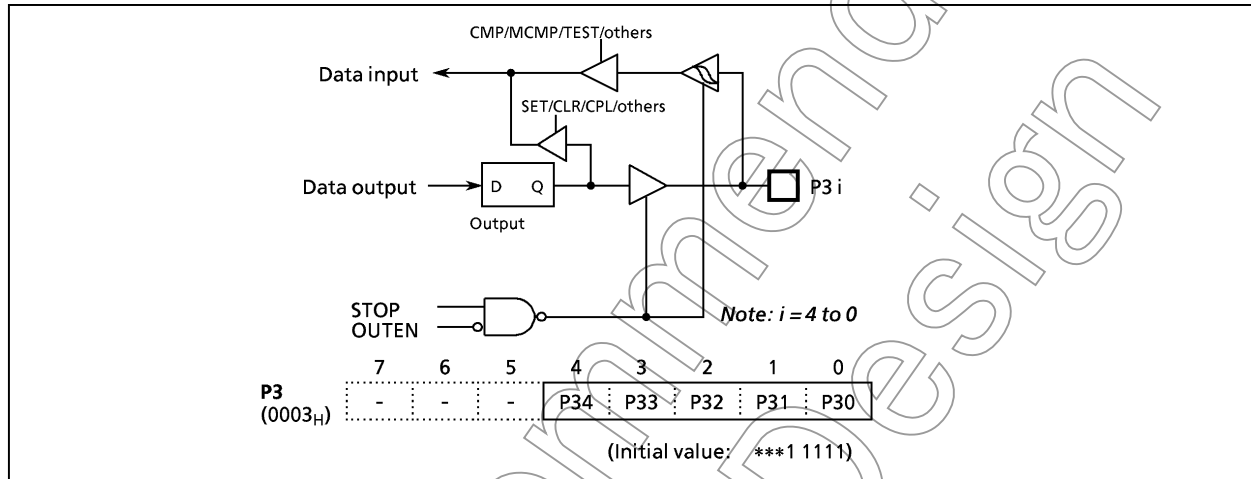 CMP/MCMP/TEST/others
Data input
SET/CLR/CPL/others
Data output
D Q
P3 i
Output
STOP
OUTEN
Note: i = 4 to 0
7 6 5 4 3 2 1 0
P3 - - - P34 P33 P32 P31 P30
(0003H)
(Initial value: ***1 1111)
mmend
Design